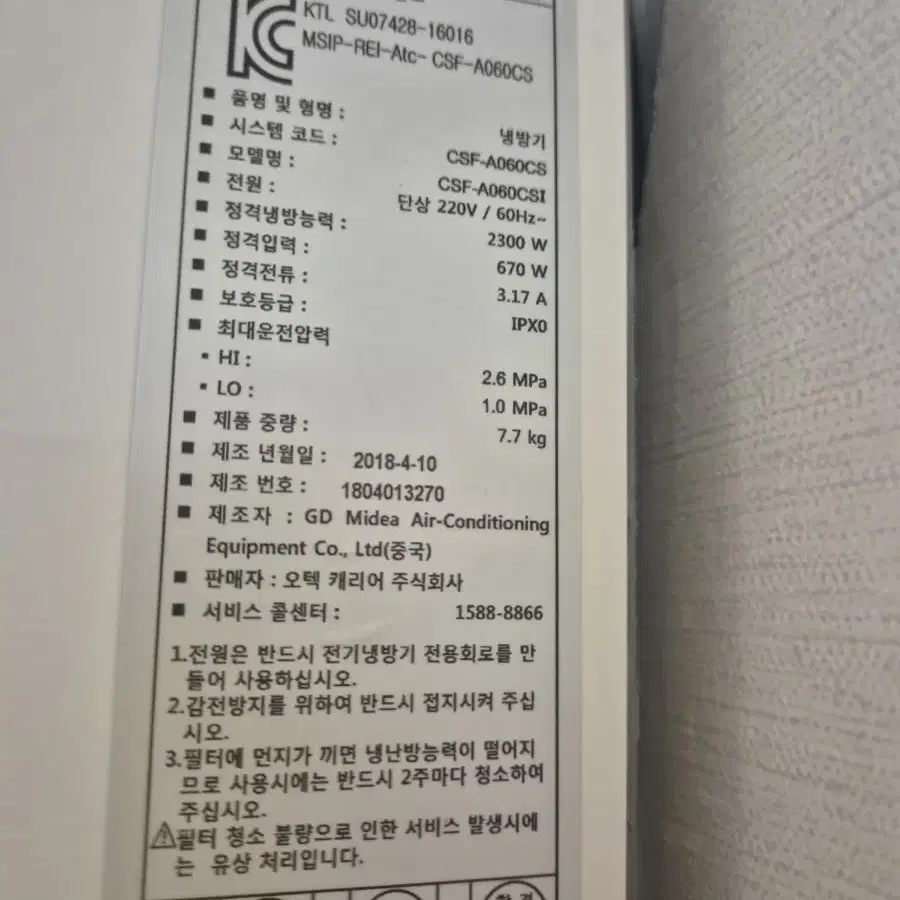 KTL SU07428-16016
MSIP-REI-Atc- CSF-A060CS
■ 품명 및 형명 : 냉방기
■ 시스템 코드 : CSF-A060CS
■ 모델명 : CSF-A060CSI
■ 전원 : 단상 220V / 60Hz~
■ 정격냉방능력 : 2300 W
■ 정격입력 : 670 W
■ 정격전류 : 3.17 A
■ 보호등급 : IPX0
■ 최대운전압력
▪ HI : 2.6 MPa
▪ LO : 1.0 MPa
■ 제품 중량 : 7.7 kg
■ 제조 년월일 : 2018-4-10
■ 제조 번호 : 1804013270
■ 제조자 : GD Midea Air-Conditioning
Equipment Co., Ltd(중국)
■ 판매자 : 오텍 캐리어 주식회사
■ 서비스 콜센터 : 1588-8866
1.전원은 반드시 전기냉방기 전용회로를 만
들어 사용하십시오.
2.감전방지를 위하여 반드시 접지시켜 주십
시오.
3.필터에 먼지가 끼면 냉난방능력이 떨어지
므로 사용시에는 반드시 2주마다 청소하여
주십시오.
⚠필터 청소 불량으로 인한 서비스 발생시에
는 유상 처리입니다.